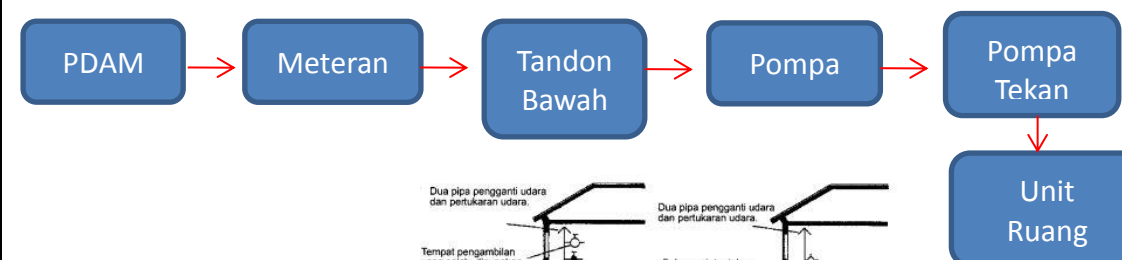 PDAM
Meteran
Tandon
Bawah
Pompa
Pompa
Tekan
Unit
Ruang
Dua pipa pengganti udara
dan pertukaran udara.
Tempat pengambilan
Dua pipa pengganti udara
dan pertukaran udara.